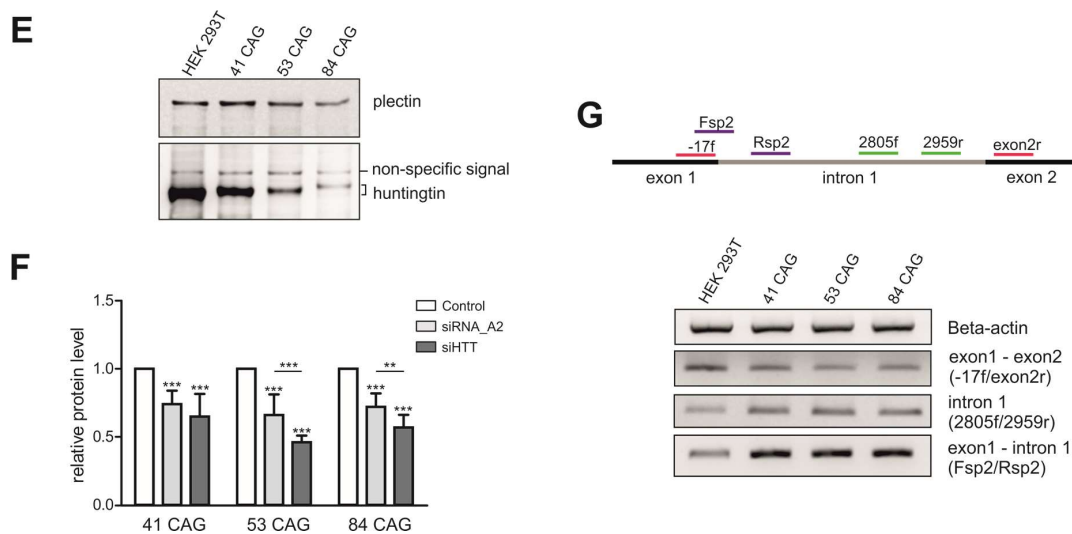 E
HEK 293T
41 CAG
53 CAG
84 CAG
plectin
non-specific signal
huntingtin
F
relative protein level
1.5
1.0
0.5
0.0
Control
siRNA_A2
siHTT
*** ***
*** *** ***
*** ** ***
41 CAG
53 CAG
84 CAG
G
Fsp2
-17f
Rsp2
2805f
2959r
exon2r
exon 1
intron 1
exon 2
HEK 293T
41 CAG
53 CAG
84 CAG
Beta-actin
exon1 - exon2
(-17f/exon2r)
intron 1
(2805f/2959r)
exon1 - intron 1
(Fsp2/Rsp2)